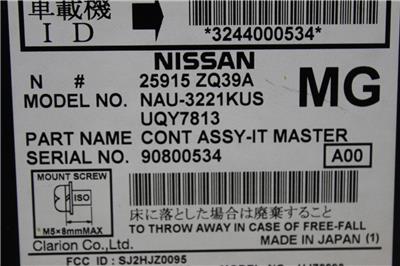 車載機
I D
*3244000534*
NISSAN
N # 25915 ZQ39A
MG
MODEL NO. NAU-3221KUS
UQY7813
PART NAME CONT ASSY-IT MASTER
SERIAL NO. 90800534
A00
MOUNT SCREW
ISO
M5×8mmMAX
床に落とした場合は廃棄すること
TO THROW AWAY IN CASE OF FREE-FALL
Clarion Co.,Ltd.
MADE IN JAPAN (1)
FCC ID : SJ2HJZ0095